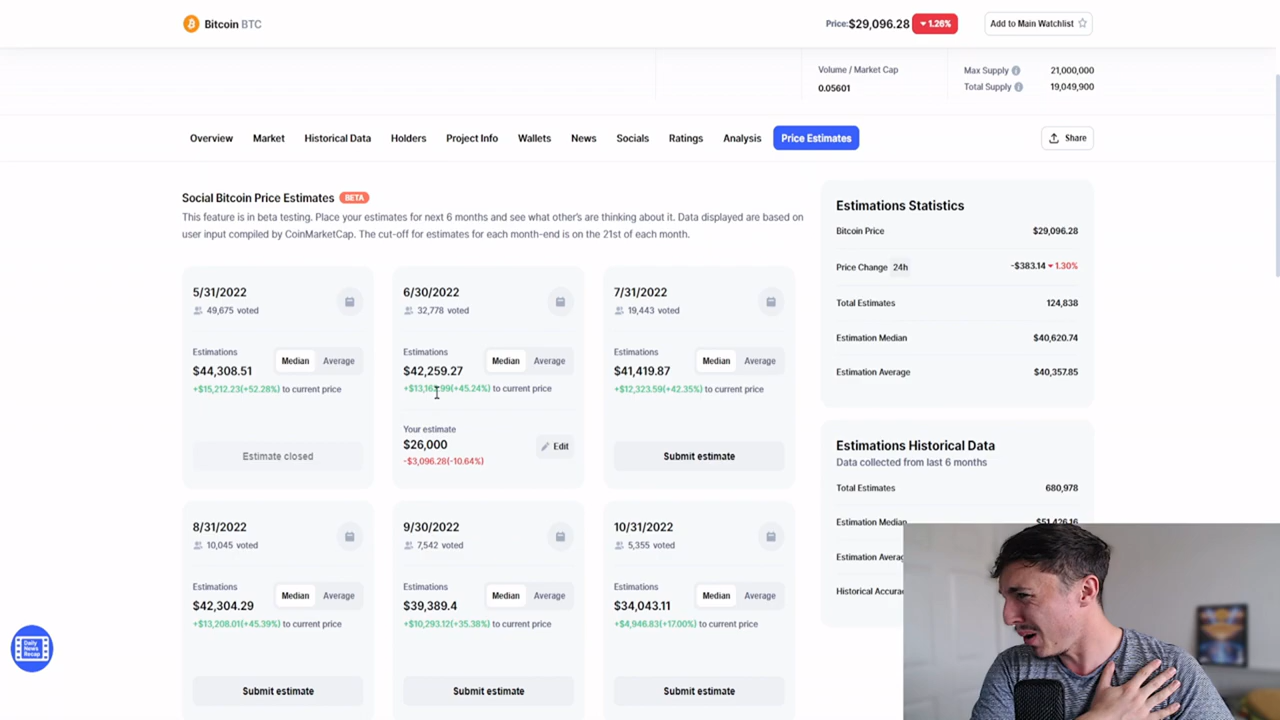 Bitcoin BTC
Price:$29,096.28 ▼1.26%
Add to Main Watchlist
Volume / Market Cap
0.05601
Max Supply 21,000,000
Total Supply 19,049,900
Overview Market Historical Data Holders Project Info Wallets News Socials Ratings Analysis Price Estimates
Share
Social Bitcoin Price Estimates BETA
This feature is in beta testing. Place your estimates for next 6 months and see what other's are thinking about it. Data displayed are based on
user input compiled by CoinMarketCap. The cut-off for estimates for each month-end is on the 21st of each month.
5/31/2022
49,675 voted
Estimations
Median Average
$44,308.51
+$15,212.23(+52.28%) to current price
Estimate closed
6/30/2022
32,778 voted
Estimations
Median Average
$42,259.27
(+45.24%) to current price
Your estimate
$26,000
Edit
-$3,096.28(-10.64%)
7/31/2022
19,443 voted
Estimations
Median Average
$41,419.87
+$12,323.59(+42.35%) to current price
Submit estimate
8/31/2022
10,045 voted
Estimations
Median Average
$42,304.29
+$13,208.01(+45.39%) to current price
Submit estimate
9/30/2022
7,542 voted
Estimations
Median Average
$39,389.4
+$10,293.12(+35.38%) to current price
Submit estimate
10/31/2022
5,355 voted
Estimations
Median Average
$34,043.11
+$4,946.83(+17.00%) to current price
Submit estimate
Estimations Statistics
Bitcoin Price $29,096.28
Price Change 24h -$383.14 ▼1.30%
Total Estimates 124,838
Estimation Median $40,620.74
Estimation Average $40,357.85
Estimations Historical Data
Data collected from last 6 months
Total Estimates 680,978
Estimation Median $51,426.16
Estimation
Historical
Daily
News
Recap